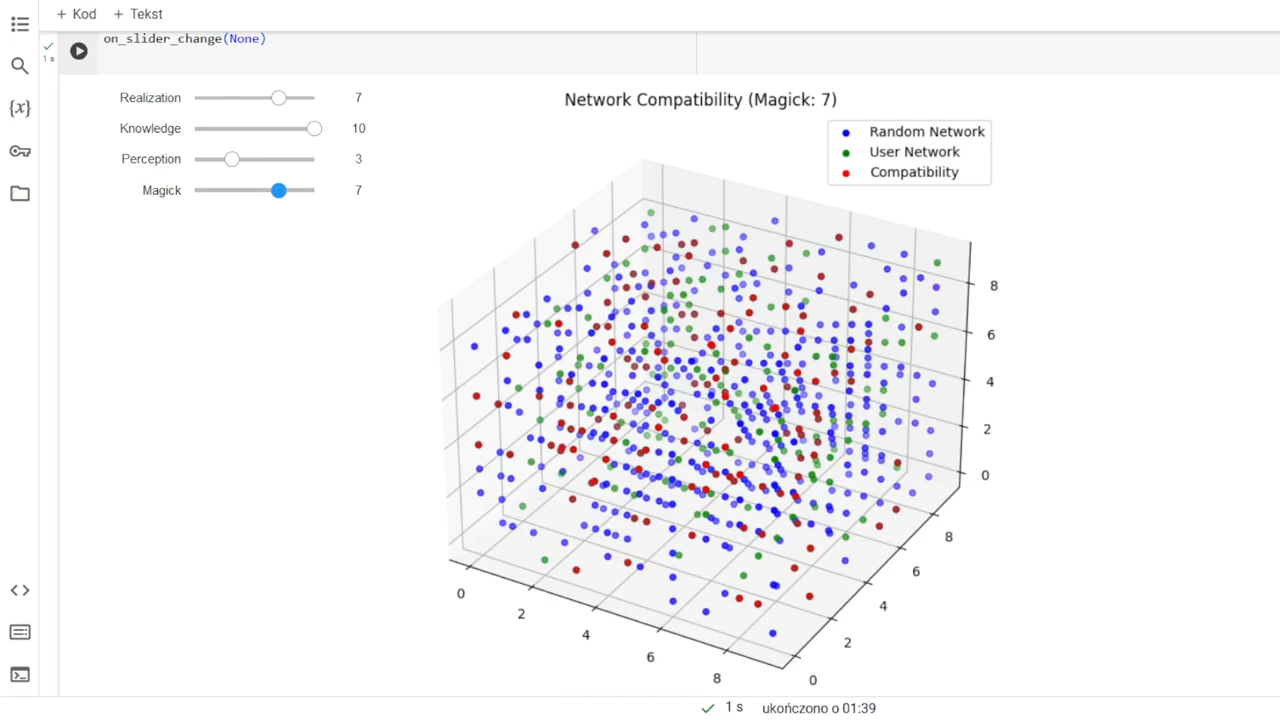 + Kod + Tekst
on_slider_change(None)
1 s
{x}
Realization 7
Knowledge 10
Perception 3
Magick 7
Network Compatibility (Magick: 7)
Random Network
User Network
Compatibility
8
6
4
2
0
0
2
4
6
8
0
2
4
6
8
1 s ukończono o 01:39